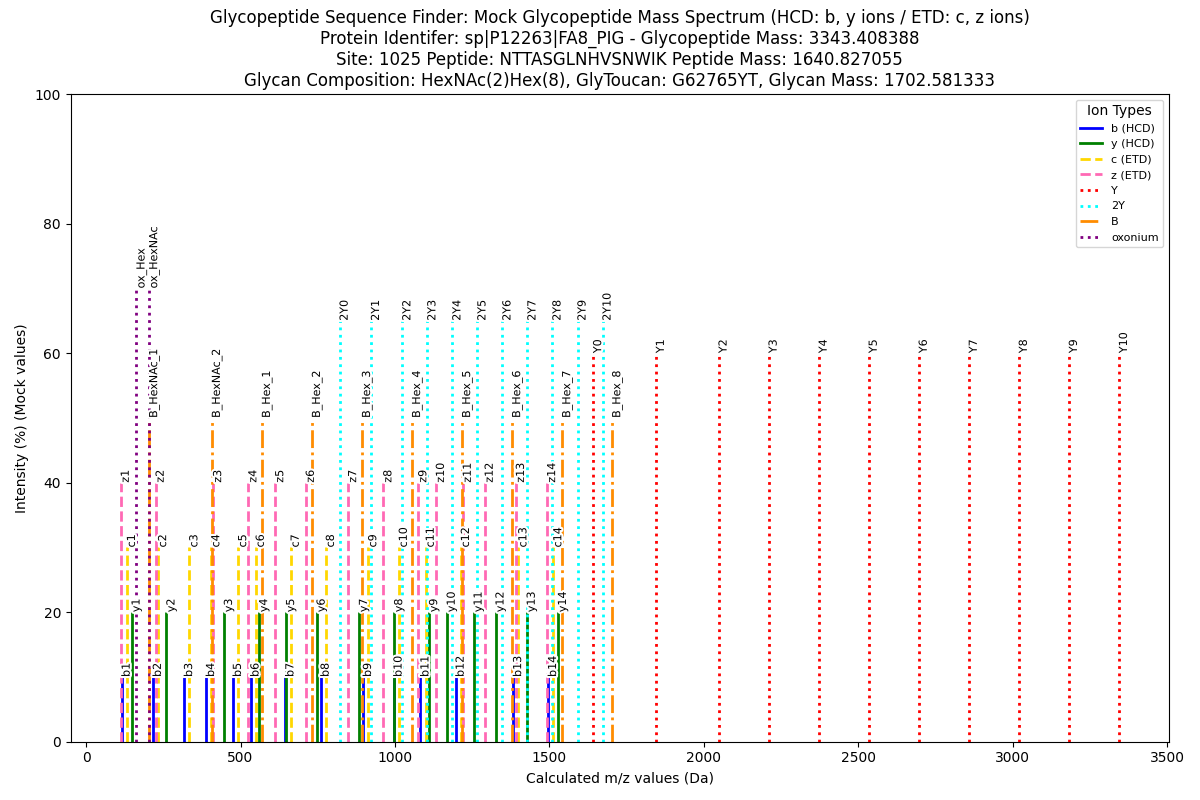 Glycopeptide Sequence Finder: Mock Glycopeptide Mass Spectrum (HCD: b, y ions / ETD: c, z ions)
Protein Identifer: sp|P12263|FA8_PIG - Glycopeptide Mass: 3343.408388
Site: 1025 Peptide: NTTASGLNHVSNWIK Peptide Mass: 1640.827055
Glycan Composition: HexNAc(2)Hex(8), GlyToucan: G62765YT, Glycan Mass: 1702.581333
Intensity (%) (Mock values)
100
80
60
40
20
0
Ion Types
b (HCD)
y (HCD)
c (ETD)
z (ETD)
Y
2Y
B
oxonium
ox_Hex
ox_HexNAc
2Y0
2Y1
2Y2
2Y3
2Y4
2Y5
2Y6
2Y7
2Y8
2Y9
2Y10
Y0
Y1
Y2
Y3
Y4
Y5
Y6
Y7
Y8
Y9
Y10
B_HexNAc_1
B_HexNAc_2
B_Hex_1
B_Hex_2
B_Hex_3
B_Hex_4
B_Hex_5
B_Hex_6
B_Hex_7
B_Hex_8
z1
z2
z3
z4
z5
z6
z7
z8
z9
z10
z11
z12
z13
z14
c1
c2
c3
c4
c5
c6
c7
c8
c9
c10
c11
c12
c13
c14
y1
y2
y3
y4
y5
y6
y7
y8
y9
y10
y11
y12
y13
y14
b1
b2
b3
b4
b5
b6
b7
b8
b9
b10
b11
b12
b13
b14
0
500
1000
1500
2000
2500
3000
3500
Calculated m/z values (Da)